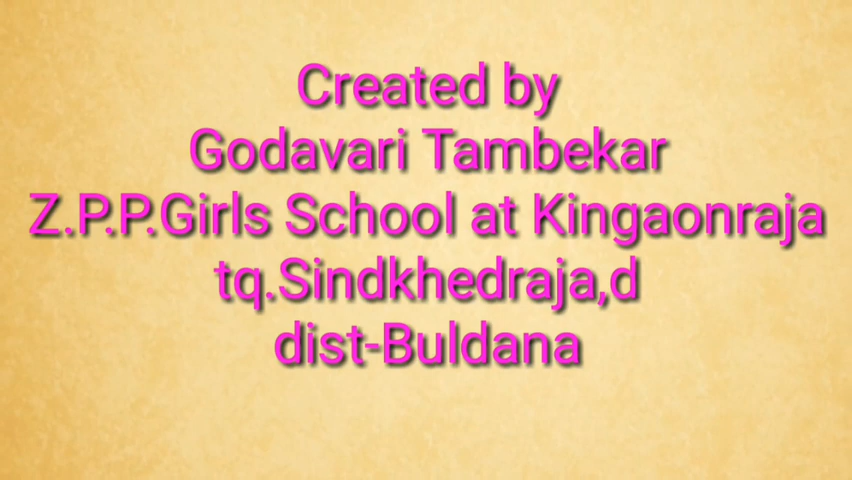 Created by
Godavari Tambekar
Z.P.P.Girls School at Kingaonraja
tq.Sindkhedraja,d
dist-Buldana